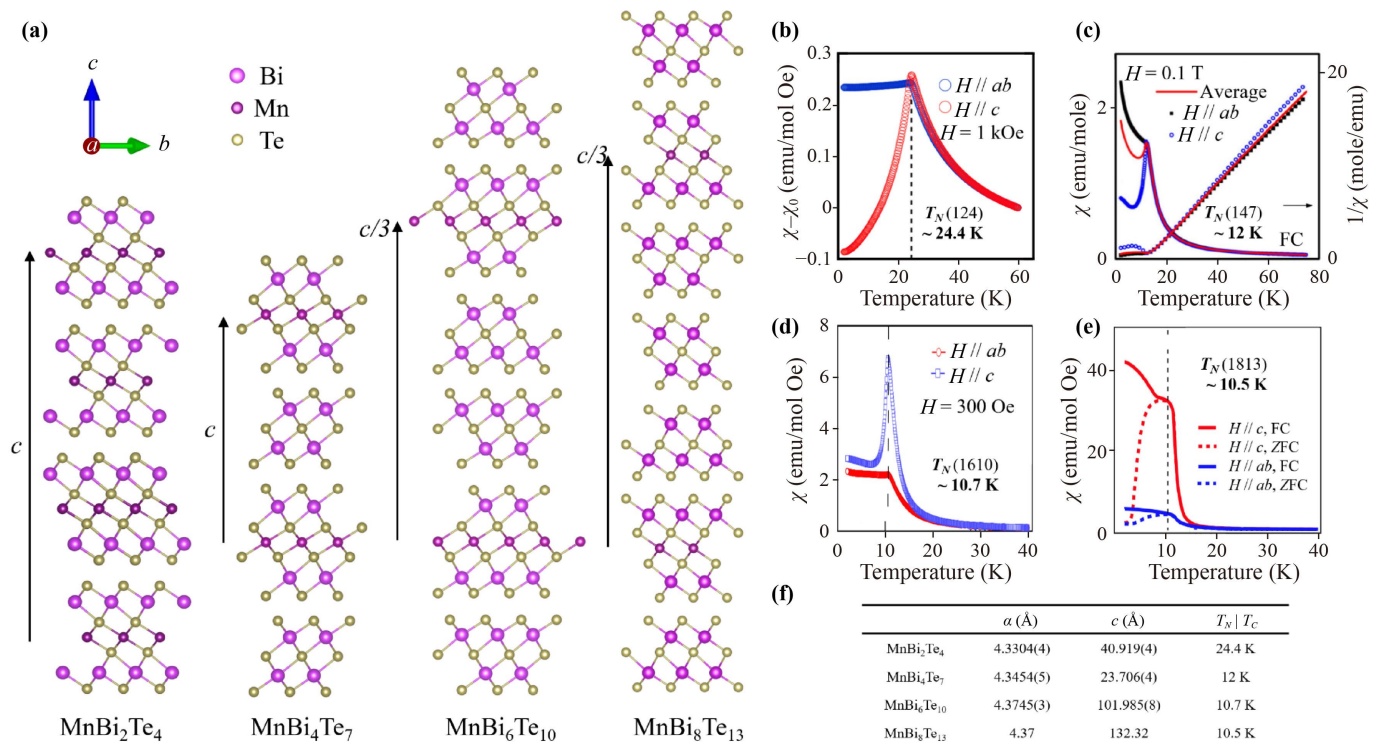 (a)
c
a
b
Bi
Mn
Te
c
c
c/3
c/3
MnBi2Te4
MnBi4Te7
MnBi6Te10
MnBi8Te13
(b)
0.3
0.2
0.1
0
−0.1
χ–χ0 (emu/mol Oe)
H // ab
H // c
H = 1 kOe
TN (124)
~ 24.4 K
0 20 40 60
Temperature (K)
(c)
2
1
0
χ (emu/mole)
H = 0.1 T
Average
H // ab
H // c
TN (147)
~ 12 K
FC
20
0
1/χ (mole/emu)
0 20 40 60 80
Temperature (K)
(d)
8
6
4
2
0
χ (emu/mol Oe)
H // ab
H // c
H = 300 Oe
TN (1610)
~ 10.7 K
0 10 20 30 40
Temperature (K)
(e)
40
20
0
χ (emu/mol Oe)
TN (1813)
~ 10.5 K
H // c, FC
H // c, ZFC
H // ab, FC
H // ab, ZFC
0 10 20 30 40
Temperature (K)
(f)
α (Å) c (Å) TN | TC
MnBi2Te4 4.3304(4) 40.919(4) 24.4 K
MnBi4Te7 4.3454(5) 23.706(4) 12 K
MnBi6Te10 4.3745(3) 101.985(8) 10.7 K
MnBi8Te13 4.37 132.32 10.5 K